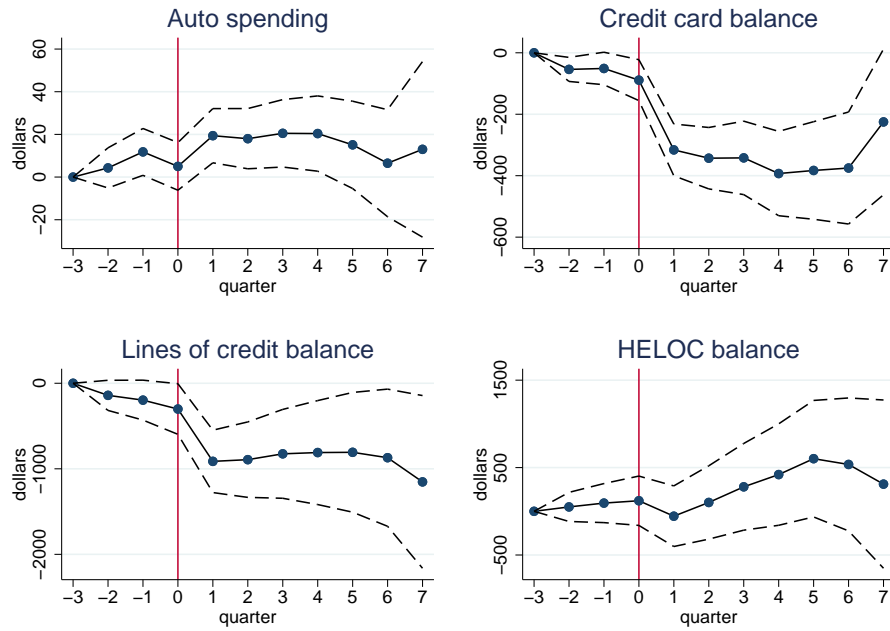 Auto spending
dollars
60
40
20
0
−20
−3 −2 −1 0 1 2 3 4 5 6 7
quarter
Credit card balance
dollars
0
−200
−400
−600
−3 −2 −1 0 1 2 3 4 5 6 7
quarter
Lines of credit balance
dollars
0
−1000
−2000
−3 −2 −1 0 1 2 3 4 5 6 7
quarter
HELOC balance
dollars
1500
500
−500
−3 −2 −1 0 1 2 3 4 5 6 7
quarter